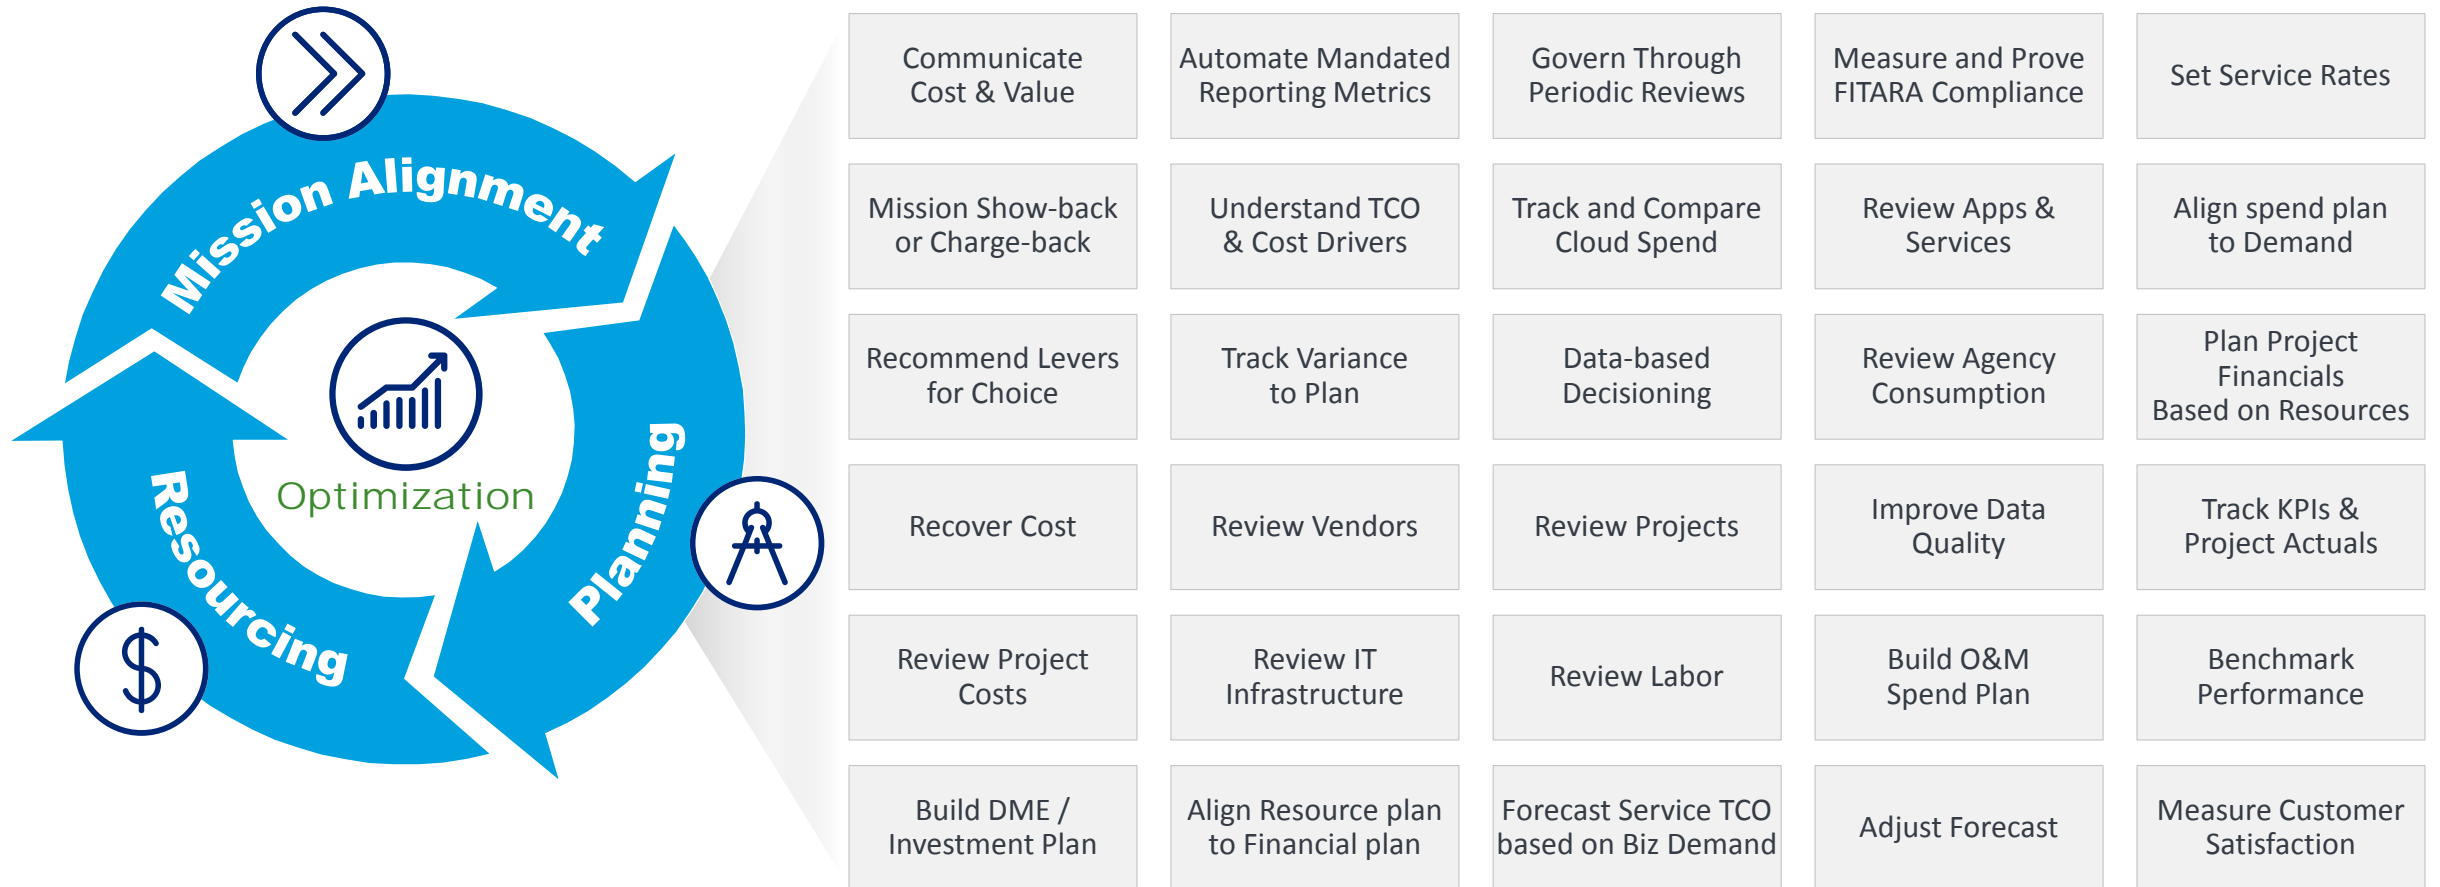 Mission Alignment
Planning
Resourcing
Optimization
Communicate
Cost & Value
Automate Mandated
Reporting Metrics
Govern Through
Periodic Reviews
Measure and Prove
FITARA Compliance
Set Service Rates
Mission Show-back
or Charge-back
Understand TCO
& Cost Drivers
Track and Compare
Cloud Spend
Review Apps &
Services
Align spend plan
to Demand
Recommend Levers
for Choice
Track Variance
to Plan
Data-based
Decisioning
Review Agency
Consumption
Plan Project
Financials
Based on Resources
Recover Cost
Review Vendors
Review Projects
Improve Data
Quality
Track KPIs &
Project Actuals
Review Project
Costs
Review IT
Infrastructure
Review Labor
Build O&M
Spend Plan
Benchmark
Performance
Build DME /
Investment Plan
Align Resource plan
to Financial plan
Forecast Service TCO
based on Biz Demand
Adjust Forecast
Measure Customer
Satisfaction